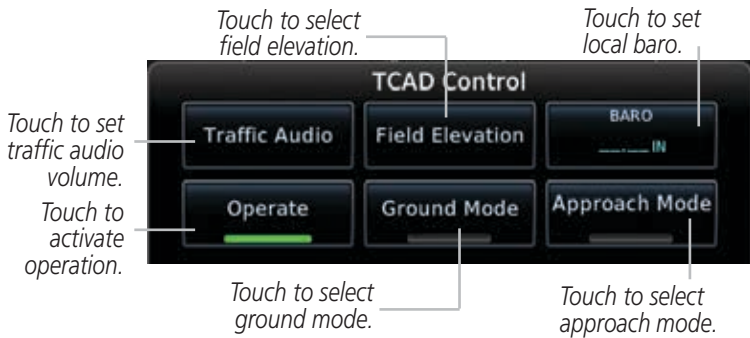 Touch to select
field elevation.
Touch to set
local baro.
TCAD Control
Touch to set
traffic audio
volume.
Traffic Audio
Field Elevation
BARO
__.__ IN
Touch to
activate
operation.
Operate
Ground Mode
Approach Mode
Touch to select
ground mode.
Touch to select
approach mode.